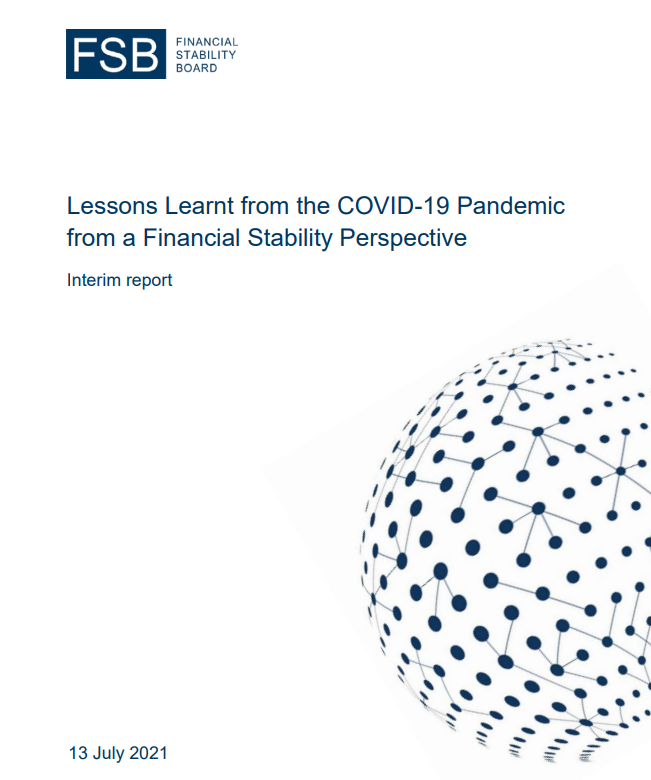 FSB
FINANCIAL
STABILITY
BOARD
Lessons Learnt from the COVID-19 Pandemic
from a Financial Stability Perspective
Interim report
13 July 2021